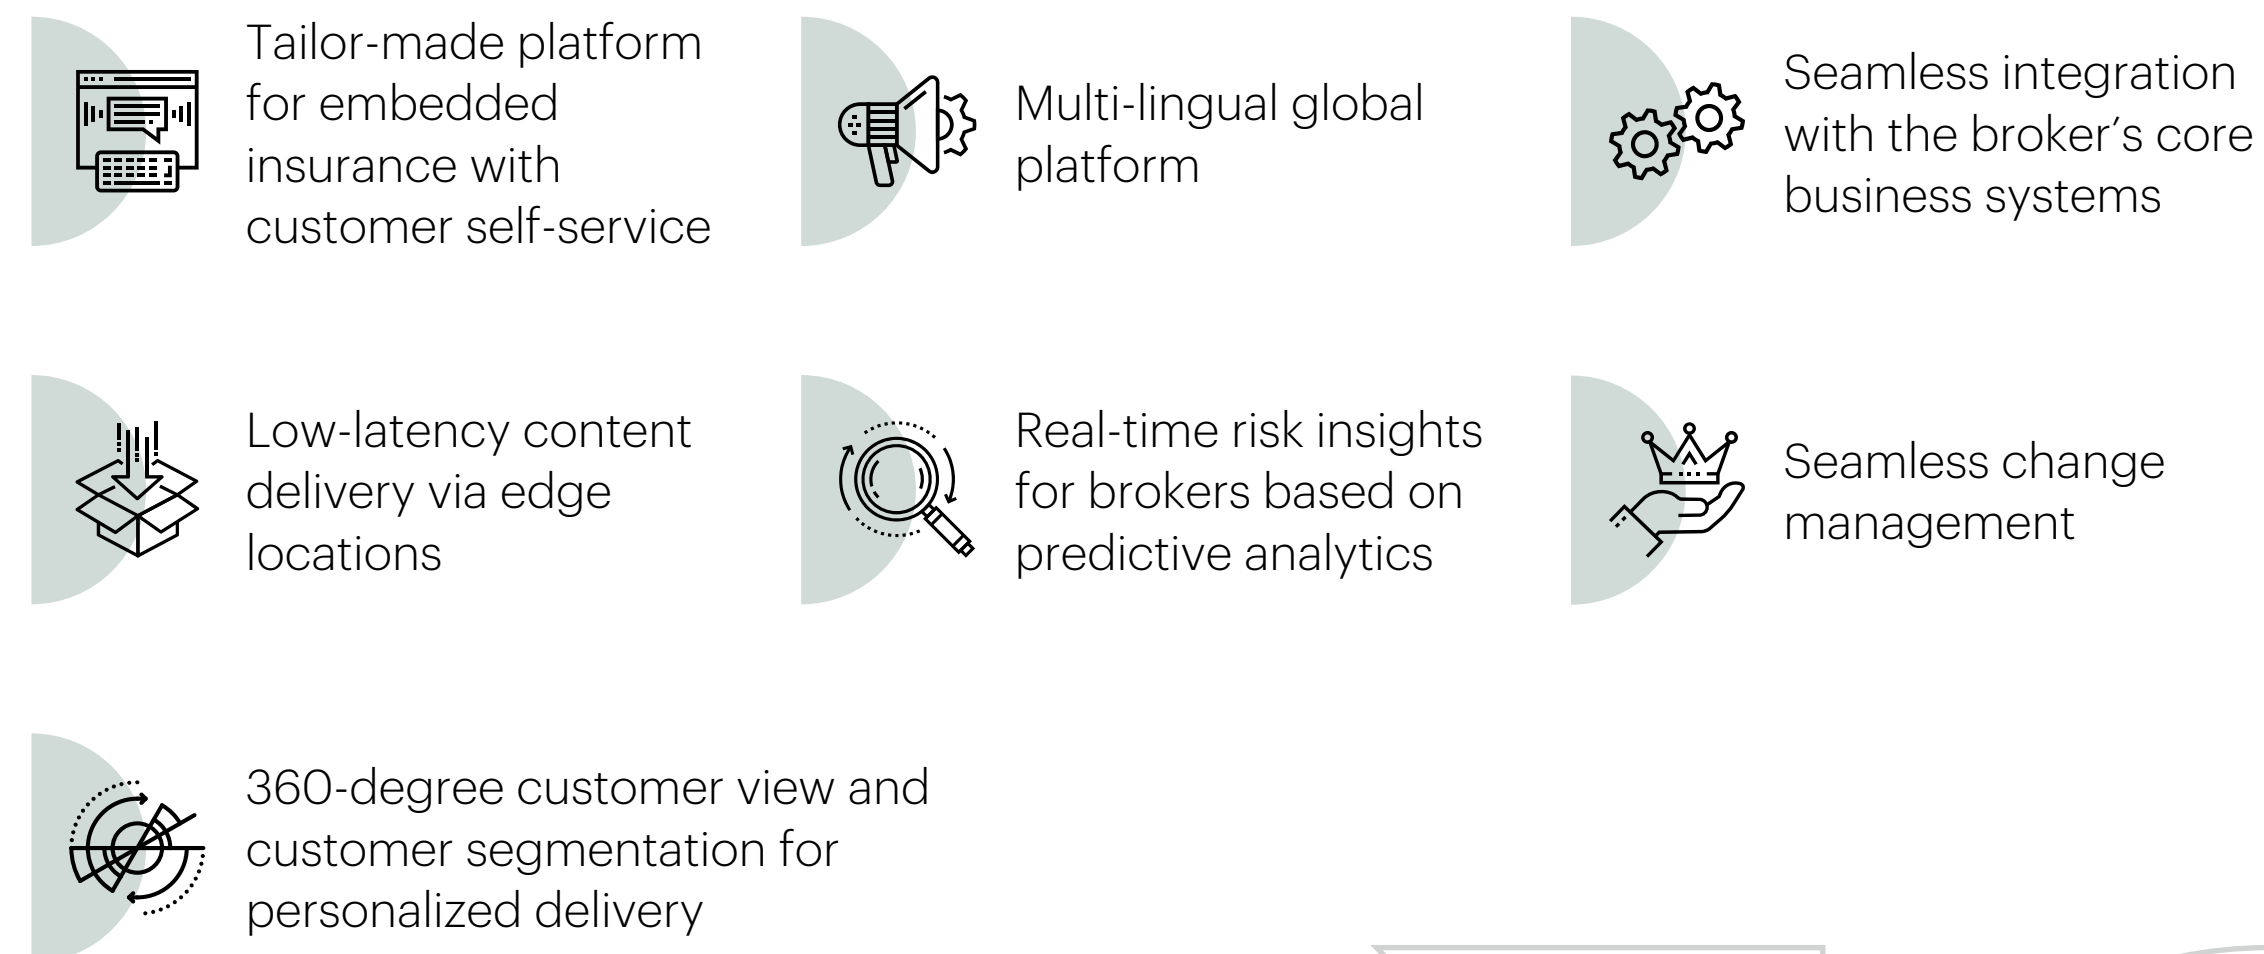 Tailor-made platform
for embedded
insurance with
customer self-service
Multi-lingual global
platform
Seamless integration
with the broker’s core
business systems
Low-latency content
delivery via edge
locations
Real-time risk insights
for brokers based on
predictive analytics
Seamless change
management
360-degree customer view and
customer segmentation for
personalized delivery